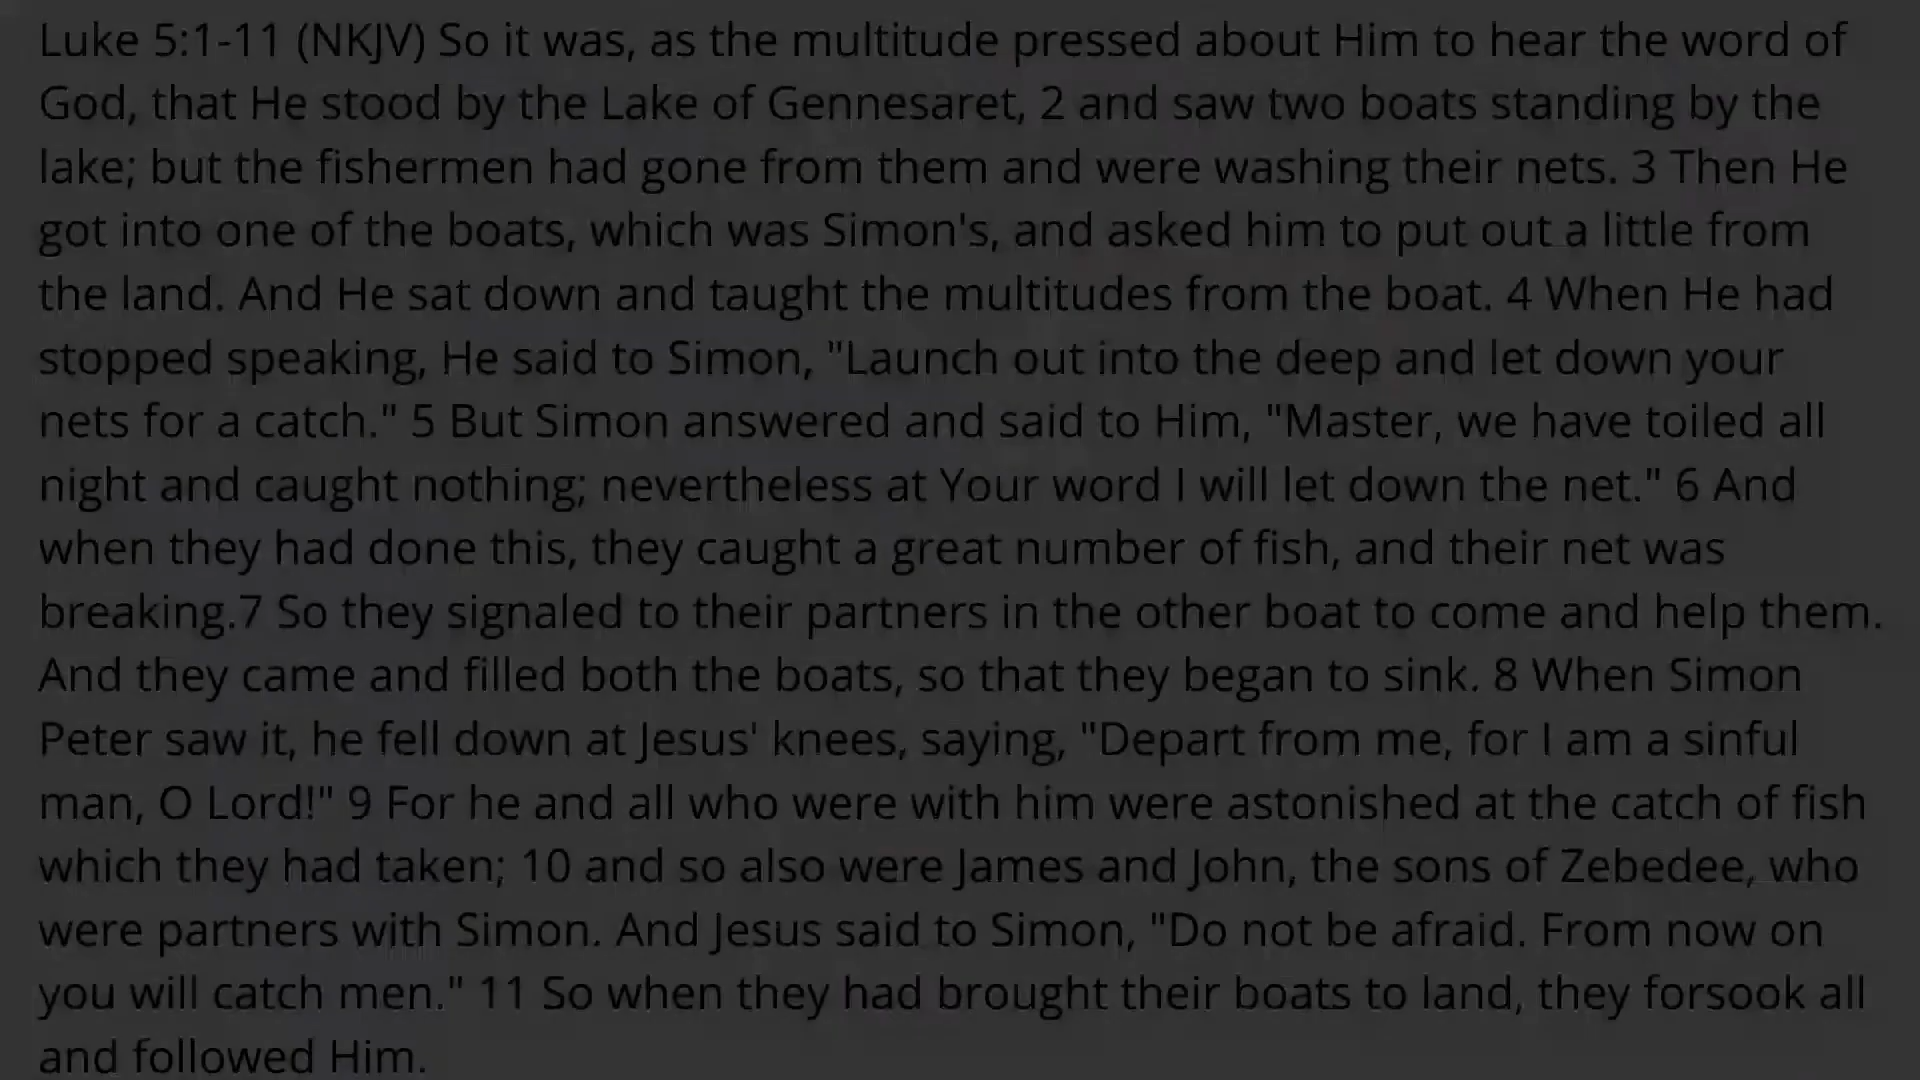 Luke 5:1-11 (NKJV) So it was, as the multitude pressed about Him to hear the word of
God, that He stood by the Lake of Gennesaret, 2 and saw two boats standing by the
lake; but the fishermen had gone from them and were washing their nets. 3 Then He
got into one of the boats, which was Simon's, and asked him to put out a little from
the land. And He sat down and taught the multitudes from the boat. 4 When He had
stopped speaking, He said to Simon, "Launch out into the deep and let down your
nets for a catch." 5 But Simon answered and said to Him, "Master, we have toiled all
night and caught nothing; nevertheless at Your word I will let down the net." 6 And
when they had done this, they caught a great number of fish, and their net was
breaking.7 So they signaled to their partners in the other boat to come and help them.
And they came and filled both the boats, so that they began to sink. 8 When Simon
Peter saw it, he fell down at Jesus' knees, saying, "Depart from me, for I am a sinful
man, O Lord!" 9 For he and all who were with him were astonished at the catch of fish
which they had taken; 10 and so also were James and John, the sons of Zebedee, who
were partners with Simon. And Jesus said to Simon, "Do not be afraid. From now on
you will catch men." 11 So when they had brought their boats to land, they forsook all
and followed Him.